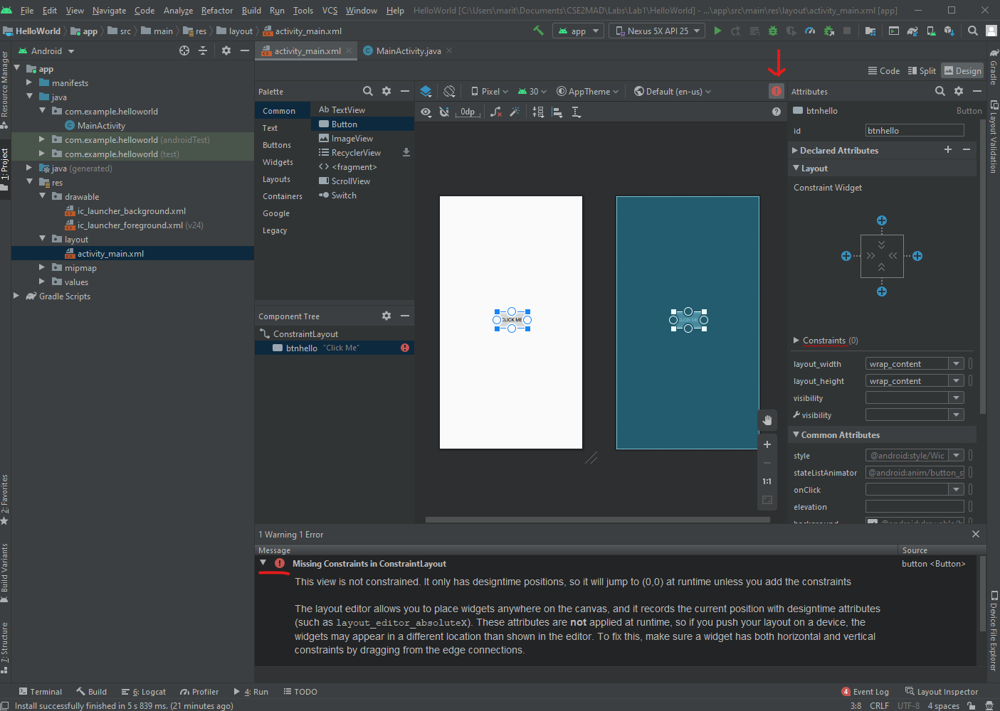 File Edit View Navigate Code Analyze Refactor Build Run Tools VCS Window Help HelloWorld [C:\Users\marit\Documents\CSE2MAD\Labs\Lab1\HelloWorld] - ...\app\src\main\res\layout\activity_main.xml [app]
HelloWorld app src main res layout activity_main.xml app Nexus 5X API 25
Android activity_main.xml MainActivity.java
Code Split Design
Resource Manager
1: Project
2: Favorites
Build Variants
7: Structure
app
manifests
java
com.example.helloworld
MainActivity
com.example.helloworld (androidTest)
com.example.helloworld (test)
java (generated)
res
drawable
ic_launcher_background.xml
ic_launcher_foreground.xml (v24)
layout
activity_main.xml
mipmap
values
Gradle Scripts
Palette
Common
Text
Buttons
Widgets
Layouts
Containers
Google
Legacy
Ab TextView
Button
ImageView
RecyclerView
<fragment>
ScrollView
Switch
Component Tree
ConstraintLayout
btnhello "Click Me"
Pixel 30 AppTheme Default (en-us)
0dp
CLICK ME
CLICK ME
1:1
Attributes
btnhello Button
id btnhello
Declared Attributes
Layout
Constraint Widget
Constraints (0)
layout_width wrap_content
layout_height wrap_content
visibility
visibility
Common Attributes
style @android:style/Wic
stateListAnimator @android:anim/button_s
onClick
elevation
Gradle
Layout Validation
Device File Explorer
1 Warning 1 Error
Message Source
Missing Constraints in ConstraintLayout button <Button>
This view is not constrained. It only has designtime positions, so it will jump to (0,0) at runtime unless you add the constraints
The layout editor allows you to place widgets anywhere on the canvas, and it records the current position with designtime attributes
(such as layout_editor_absoluteX). These attributes are not applied at runtime, so if you push your layout on a device, the
widgets may appear in a different location than shown in the editor. To fix this, make sure a widget has both horizontal and vertical
constraints by dragging from the edge connections.
Terminal Build 6: Logcat Profiler 4: Run TODO 4 Event Log Layout Inspector
Install successfully finished in 5 s 839 ms. (21 minutes ago) 3:8 CRLF UTF-8 4 spaces